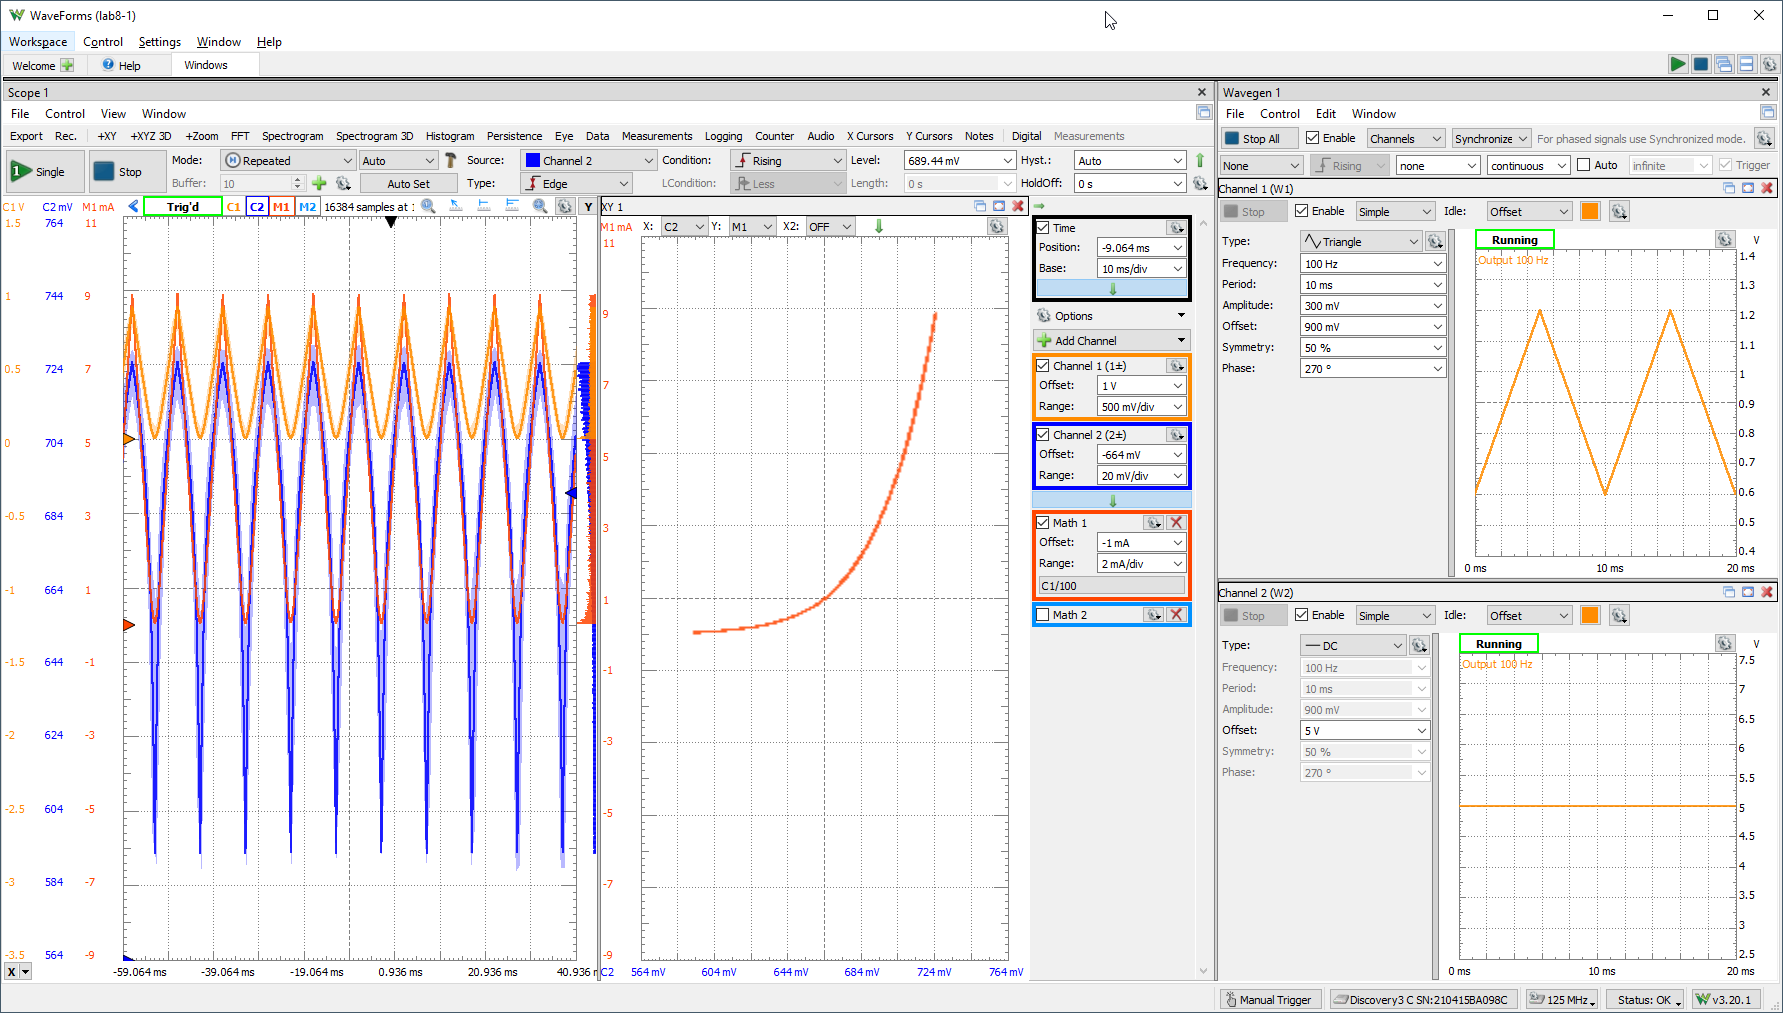 WaveForms (lab8-1)
Workspace Control Settings Window Help
Welcome Help Windows
Scope 1
File Control View Window
Export Rec. +XY +XYZ 3D +Zoom FFT Spectrogram Spectrogram 3D Histogram Persistence Eye Data Measurements Logging Counter Audio X Cursors Y Cursors Notes Digital Measurements
Single Stop Mode: Repeated Auto Source: Channel 2 Condition: Rising Level: 689.44 mV Hyst.: Auto
Buffer: 10 Auto Set Type: Edge LCondition: Less Length: 0 s HoldOff: 0 s
C1 V C2 mV M1 mA Trig'd C1 C2 M1 M2 16384 samples at 1 Y
1.5 764 11
1 744 9
0.5 724 7
0 704 5
-0.5 684 3
-1 664 1
-1.5 644 -1
-2 624 -3
-2.5 604 -5
-3 584 -7
-3.5 564 -9
X -59.064 ms -39.064 ms -19.064 ms 0.936 ms 20.936 ms 40.936 r
XY 1
M1 mA X: C2 Y: M1 X2: OFF
11
9
7
5
3
1
-1
-3
-5
-7
-9
C2 564 mV 604 mV 644 mV 684 mV 724 mV 764 mV
Time
Position: -9.064 ms
Base: 10 ms/div
Options
Add Channel
Channel 1 (1±)
Offset: 1 V
Range: 500 mV/div
Channel 2 (2±)
Offset: -664 mV
Range: 20 mV/div
Math 1
Offset: -1 mA
Range: 2 mA/div
C1/100
Math 2
Wavegen 1
File Control Edit Window
Stop All Enable Channels Synchronize For phased signals use Synchronized mode.
None Rising none continuous Auto infinite Trigger
Channel 1 (W1)
Stop Enable Simple Idle: Offset
Type: Triangle
Frequency: 100 Hz
Period: 10 ms
Amplitude: 300 mV
Offset: 900 mV
Symmetry: 50 %
Phase: 270 °
Running V
Output 100 Hz
1.4
1.3
1.2
1.1
1
0.9
0.8
0.7
0.6
0.5
0.4
0 ms 10 ms 20 ms
Channel 2 (W2)
Stop Enable Simple Idle: Offset
Type: DC
Frequency: 100 Hz
Period: 10 ms
Amplitude: 900 mV
Offset: 5 V
Symmetry: 50 %
Phase: 270 °
Running V
Output 100 Hz
7.5
7
6.5
6
5.5
5
4.5
4
3.5
3
2.5
0 ms 10 ms 20 ms
Manual Trigger Discovery3 C SN:210415BA098C 125 MHz Status: OK v3.20.1